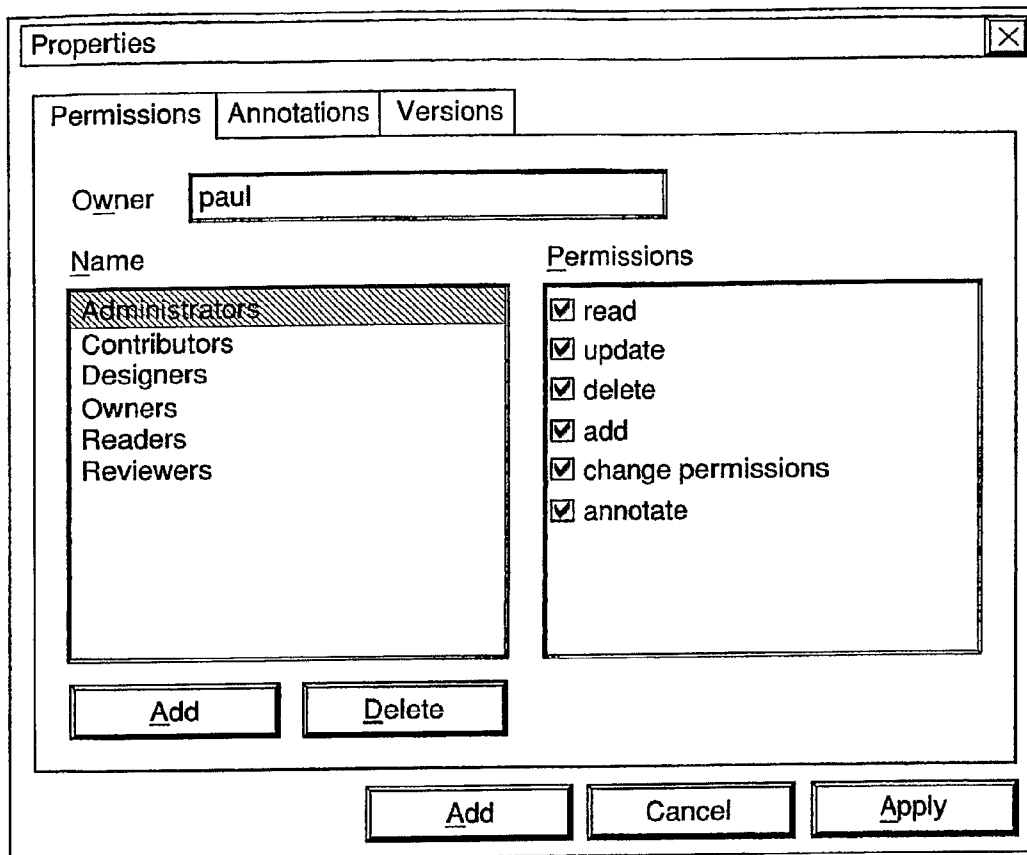 Properties
Permissions Annotations Versions
Owner paul
Name
Administrators
Contributors
Designers
Owners
Readers
Reviewers
Permissions
read
update
delete
add
change permissions
annotate
Add Delete
Add Cancel Apply